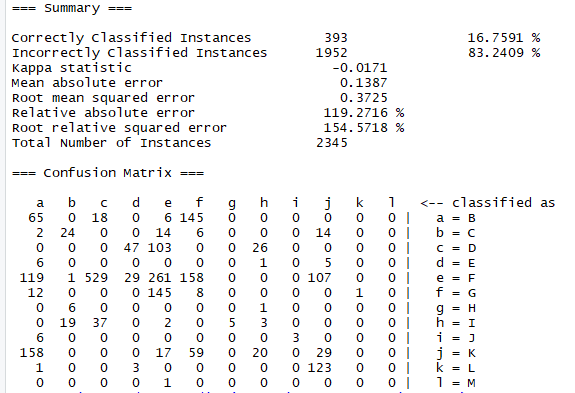 === Summary ===
Correctly Classified Instances 393 16.7591 %
Incorrectly Classified Instances 1952 83.2409 %
Kappa statistic -0.0171
Mean absolute error 0.1387
Root mean squared error 0.3725
Relative absolute error 119.2716 %
Root relative squared error 154.5718 %
Total Number of Instances 2345
=== Confusion Matrix ===
a b c d e f g h i j k l <-- classified as
65 0 18 0 6 145 0 0 0 0 0 0 | a = B
2 24 0 0 14 6 0 0 0 14 0 0 | b = C
0 0 0 47 103 0 0 26 0 0 0 0 | c = D
6 0 0 0 0 0 0 1 0 5 0 0 | d = E
119 1 529 29 261 158 0 0 0 107 0 0 | e = F
12 0 0 0 145 8 0 0 0 0 1 0 | f = G
0 6 0 0 0 0 0 1 0 0 0 0 | g = H
0 19 37 0 2 0 5 3 0 0 0 0 | h = I
6 0 0 0 0 0 0 0 3 0 0 0 | i = J
158 0 0 0 17 59 0 20 0 29 0 0 | j = K
1 0 0 3 0 0 0 0 0 123 0 0 | k = L
0 0 0 0 1 0 0 0 0 0 0 0 | l = M